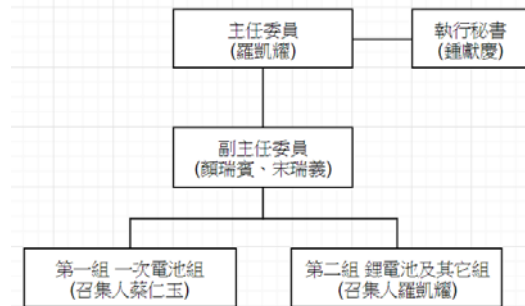 主任委員
(羅凱耀)
執行秘書
(鍾獻慶)
副主任委員
(顏瑞賓、末瑞義)
第一組 一次電池組
(召集人蔡仁玉)
第二組 鋰電池及其它組
(召集人羅凱耀)